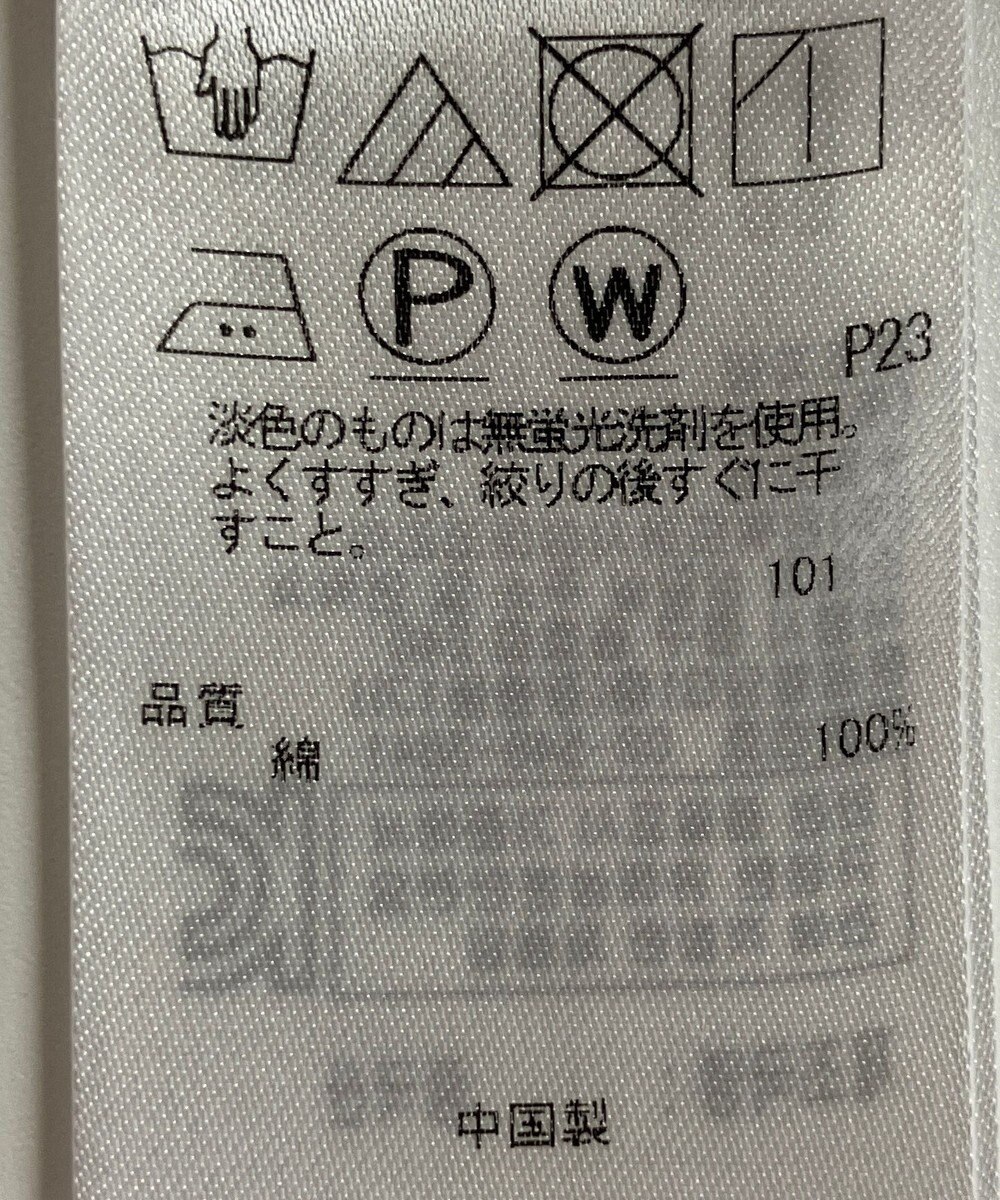 P W
P23
淡色のものは無蛍光洗剤を使用。
よくすすぎ、絞りの後すぐに干
すこと。
101
品質
綿 100%
中国製